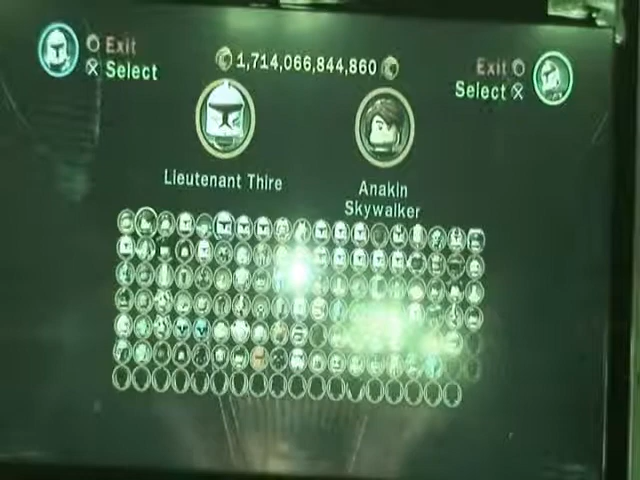 Exit
Select
1,714,066,844,860
Exit
Select
Lieutenant Thire
Anakin
Skywalker